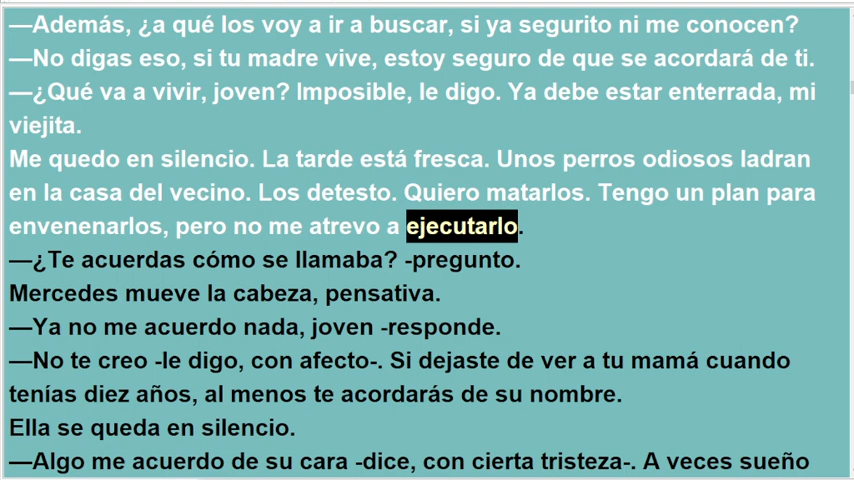 —Además, ¿a qué los voy a ir a buscar, si ya segurito ni me conocen?
—No digas eso, si tu madre vive, estoy seguro de que se acordará de ti.
—¿Qué va a vivir, joven? Imposible, le digo. Ya debe estar enterrada, mi
viejita.
Me quedo en silencio. La tarde está fresca. Unos perros odiosos ladran
en la casa del vecino. Los detesto. Quiero matarlos. Tengo un plan para
envenenarlos, pero no me atrevo a ejecutarlo.
—¿Te acuerdas cómo se llamaba? -pregunto.
Mercedes mueve la cabeza, pensativa.
—Ya no me acuerdo nada, joven -responde.
—No te creo -le digo, con afecto-. Si dejaste de ver a tu mamá cuando
tenías diez años, al menos te acordarás de su nombre.
Ella se queda en silencio.
—Algo me acuerdo de su cara -dice, con cierta tristeza-. A veces sueño